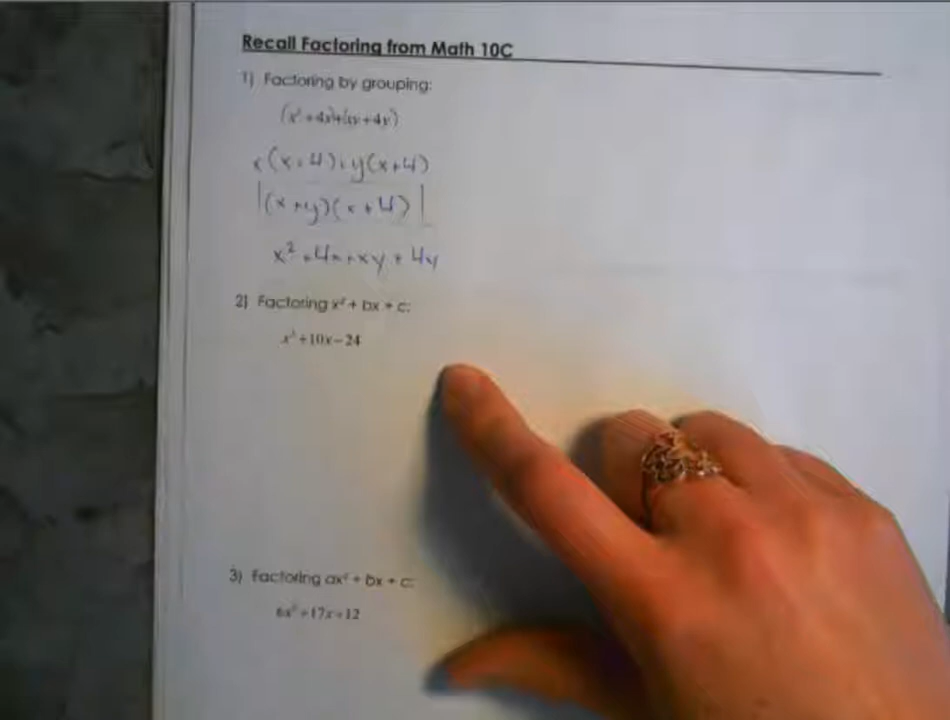 Recall Factoring from Math 10C
1) Factoring by grouping:
(x² + 4x)+(xy + 4y)
x(x+4)+y(x+4)
(x+y)(x+4)
x² + 4x + xy + 4y
2) Factoring x² + bx + c:
x² +10x−24
3) Factoring ax² + bx + c:
6x² +17x+12